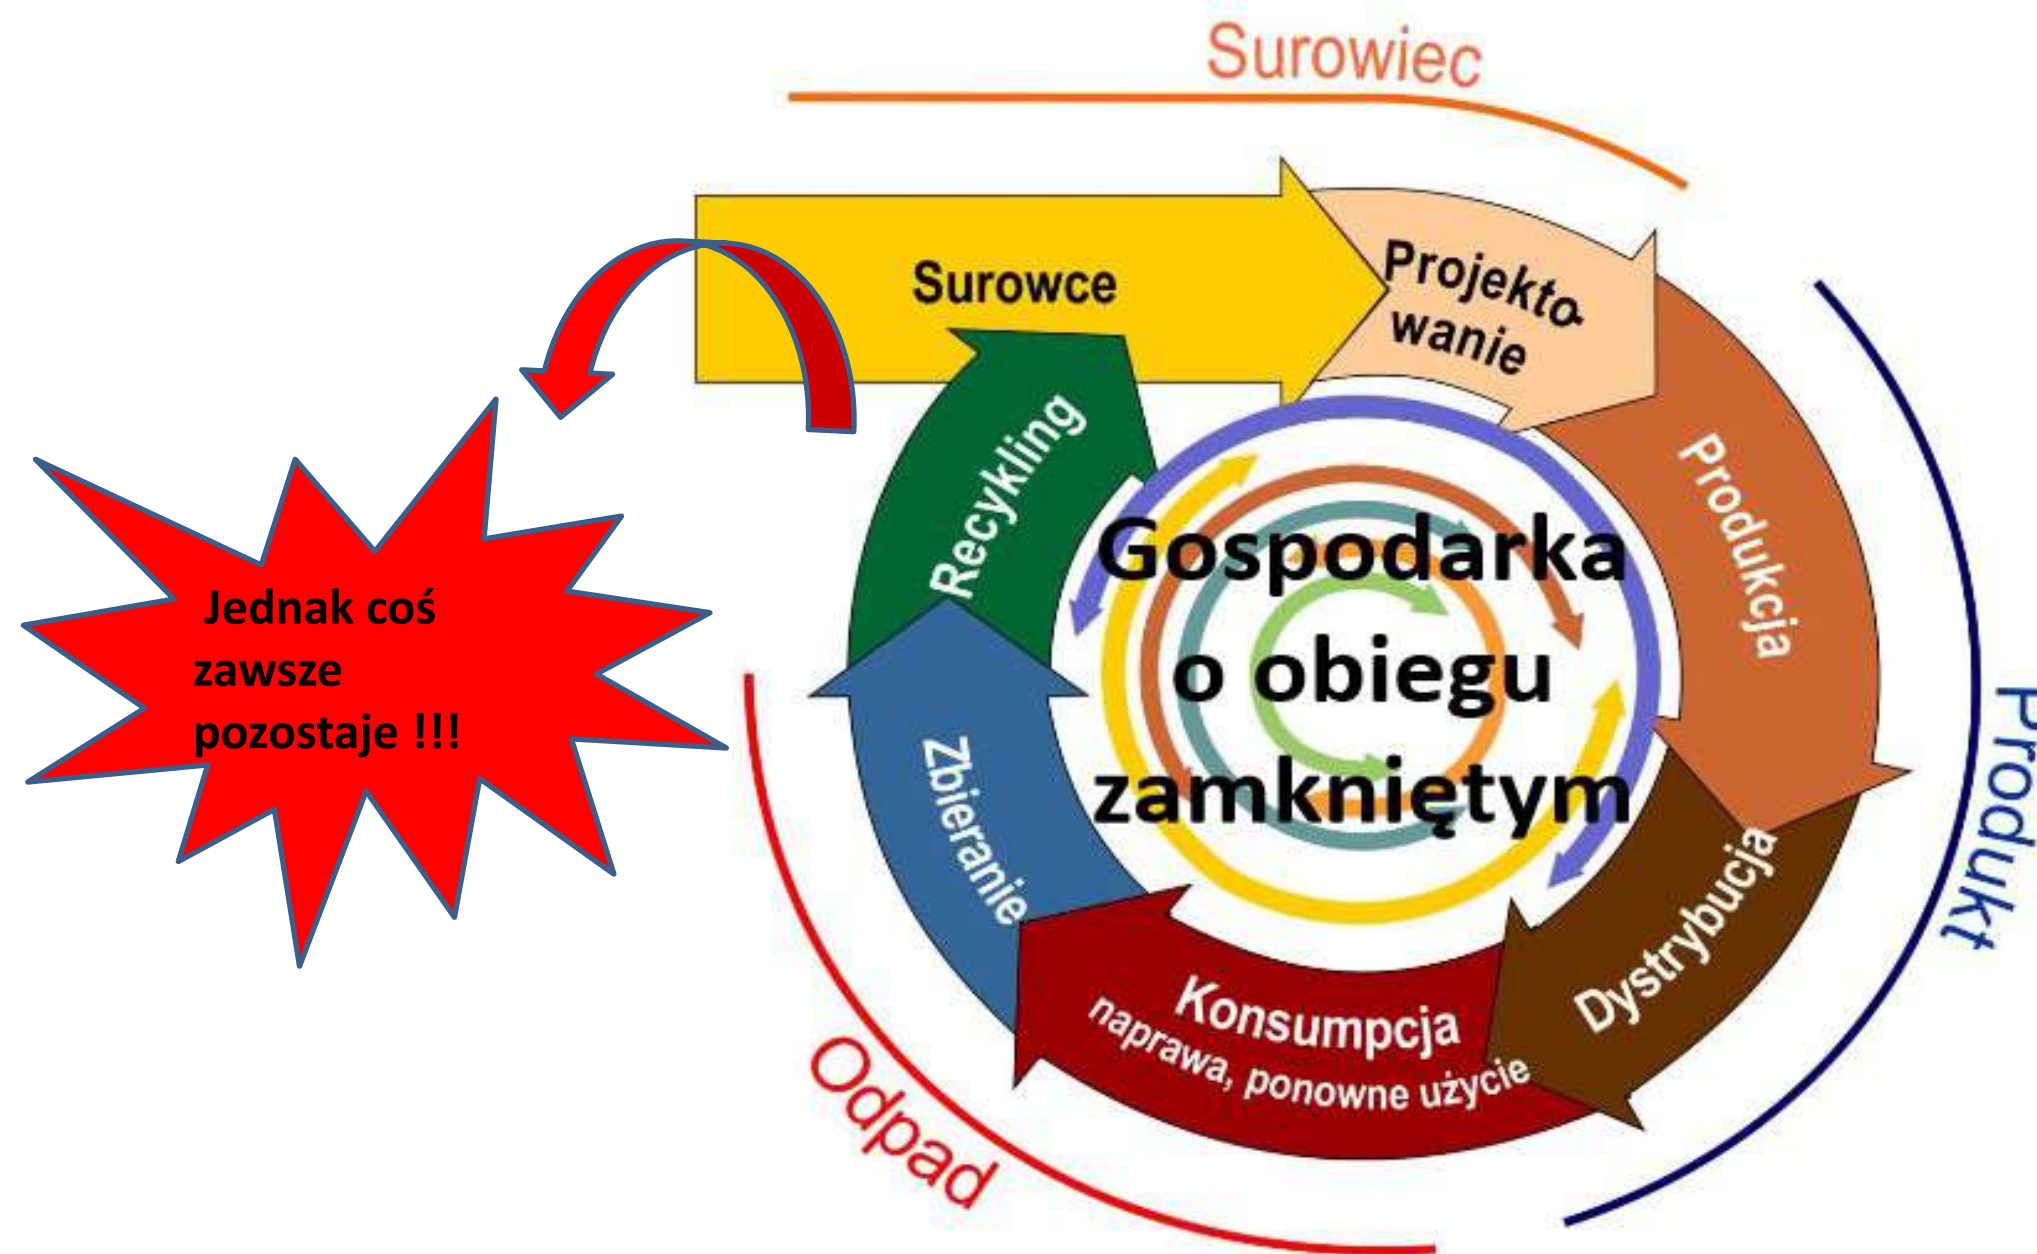 Surowiec
Surowce
Projekto-
wanie
Produkcja
Produkt
Dystrybucja
Konsumpcja
naprawa, ponowne użycie
Odpad
Zbieranie
Recykling
Gospodarka
o obiegu
zamkniętym
Jednak coś
zawsze
pozostaje !!!